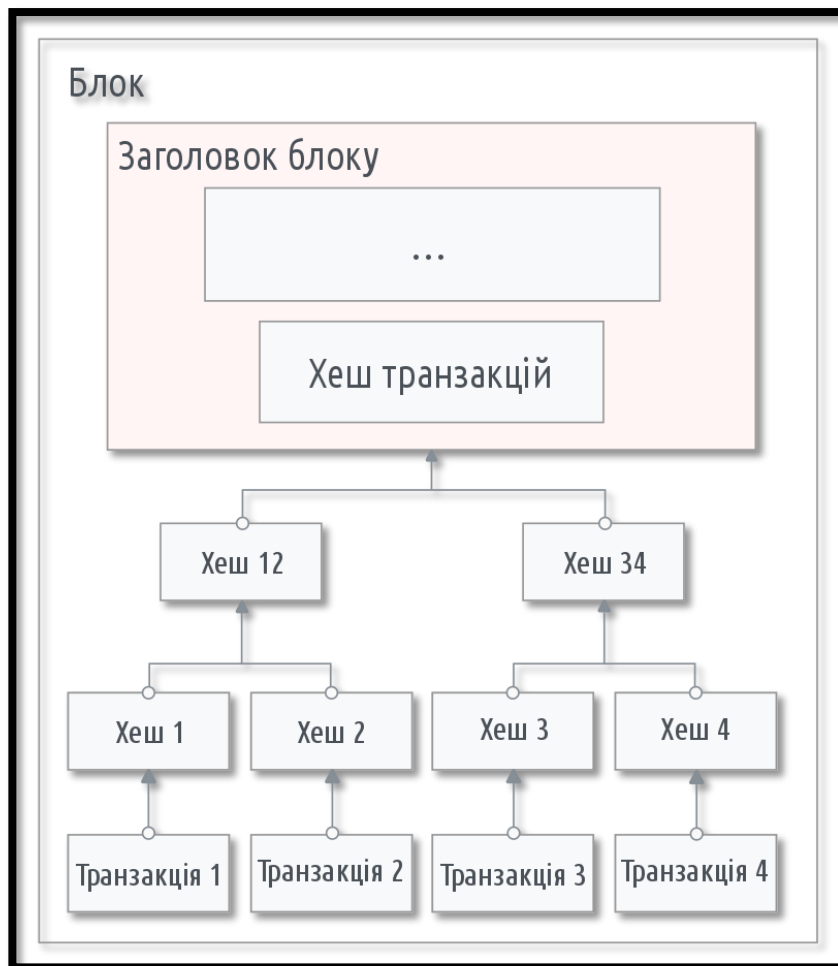 Блок
Заголовок блоку
...
Хеш транзакцій
Хеш 12
Хеш 34
Хеш 1
Хеш 2
Хеш 3
Хеш 4
Транзакція 1
Транзакція 2
Транзакція 3
Транзакція 4